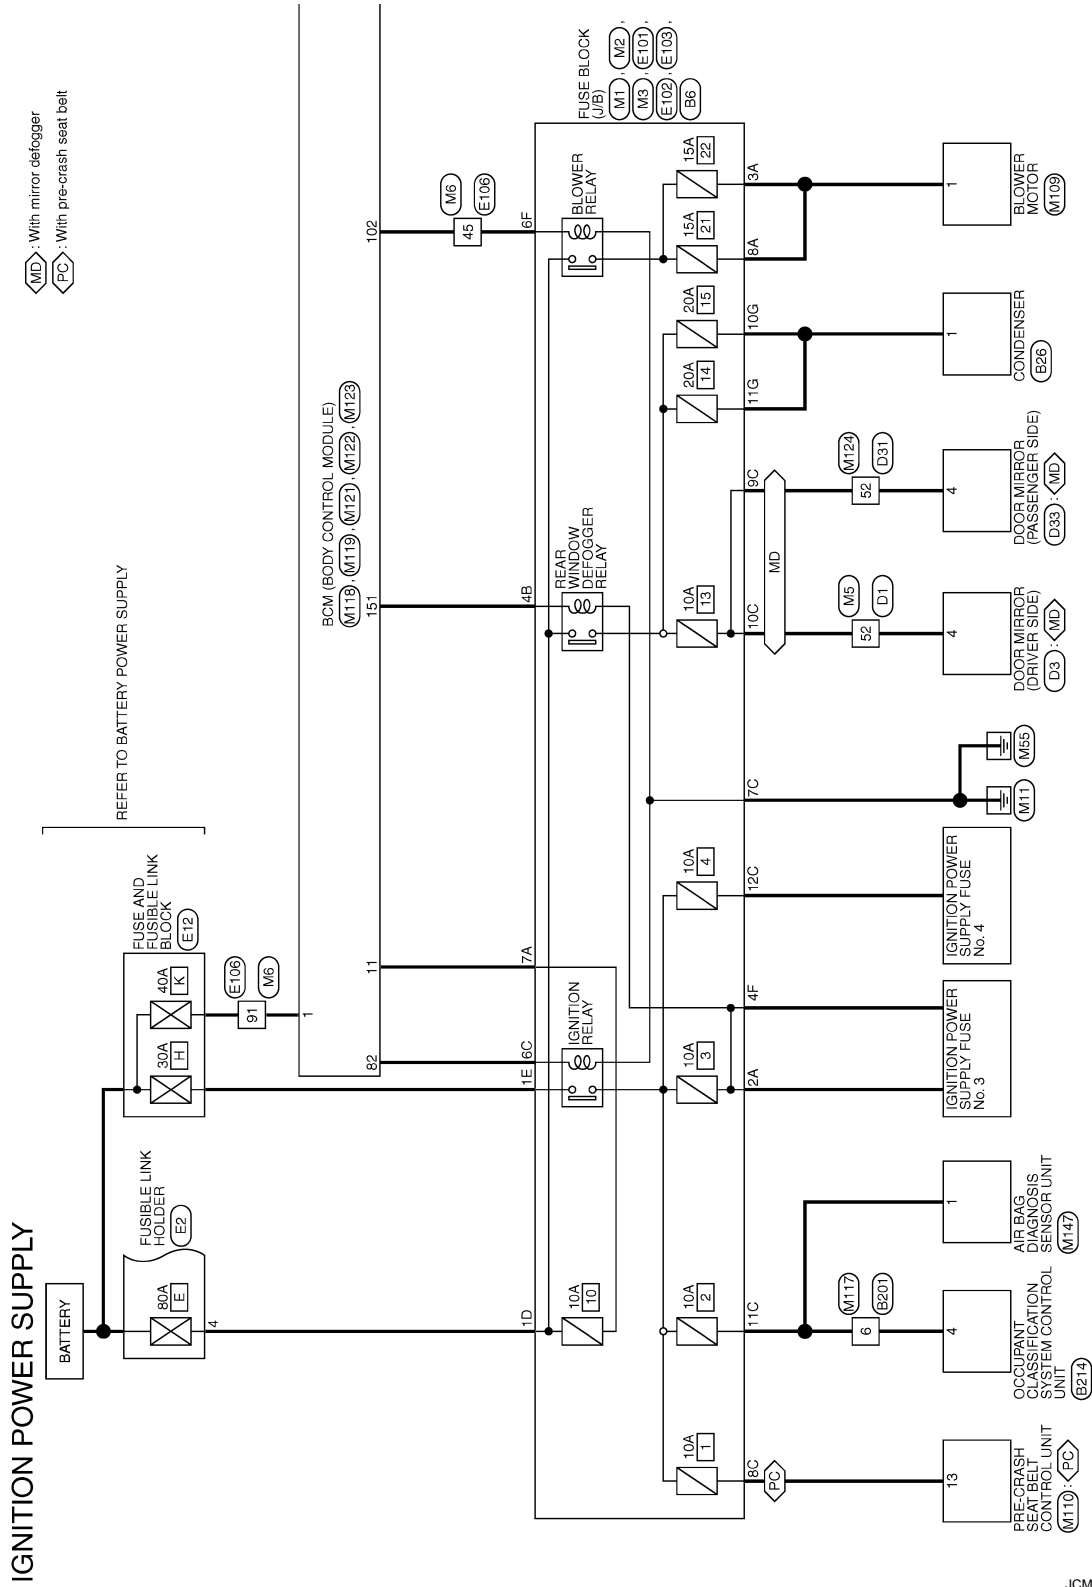 IGNITION POWER SUPPLY
MD : With mirror defogger
PC : With pre-crash seat belt
REFER TO BATTERY POWER SUPPLY
BATTERY
FUSIBLE LINK
HOLDER
E2
80A
E
4
FUSE AND
FUSIBLE LINK
BLOCK
E12
30A
H
40A
K
E106
91
M6
1
BCM (BODY CONTROL MODULE)
M118 , M119 , M121 , M122 , M123
82
11
151
102
M6
45
E106
1D
1E
6C
7A
4B
6F
FUSE BLOCK
(J/B)
M1 , M2 ,
M3 , E101 ,
E102 , E103 ,
B6
10A
10
IGNITION
RELAY
REAR
WINDOW
DEFOGGER
RELAY
BLOWER
RELAY
10A
1
10A
2
10A
3
10A
4
10A
13
20A
14
20A
15
15A
21
15A
22
8C
11C
2A
4F
12C
7C
10C
9C
11G
10G
8A
3A
PC
MD
M117
6
B201
M5
52
D1
M124
52
D31
13
PRE-CRASH
SEAT BELT
CONTROL UNIT
M110 : PC
4
OCCUPANT
CLASSIFICATION
SYSTEM CONTROL
UNIT
B214
1
AIR BAG
DIAGNOSIS
SENSOR UNIT
M147
IGNITION POWER
SUPPLY FUSE
No. 3
IGNITION POWER
SUPPLY FUSE
No. 4
M11
M55
4
DOOR MIRROR
(DRIVER SIDE)
D3 : MD
4
DOOR MIRROR
(PASSENGER SIDE)
D33 : MD
1
CONDENSER
B26
1
BLOWER
MOTOR
M109
JCM